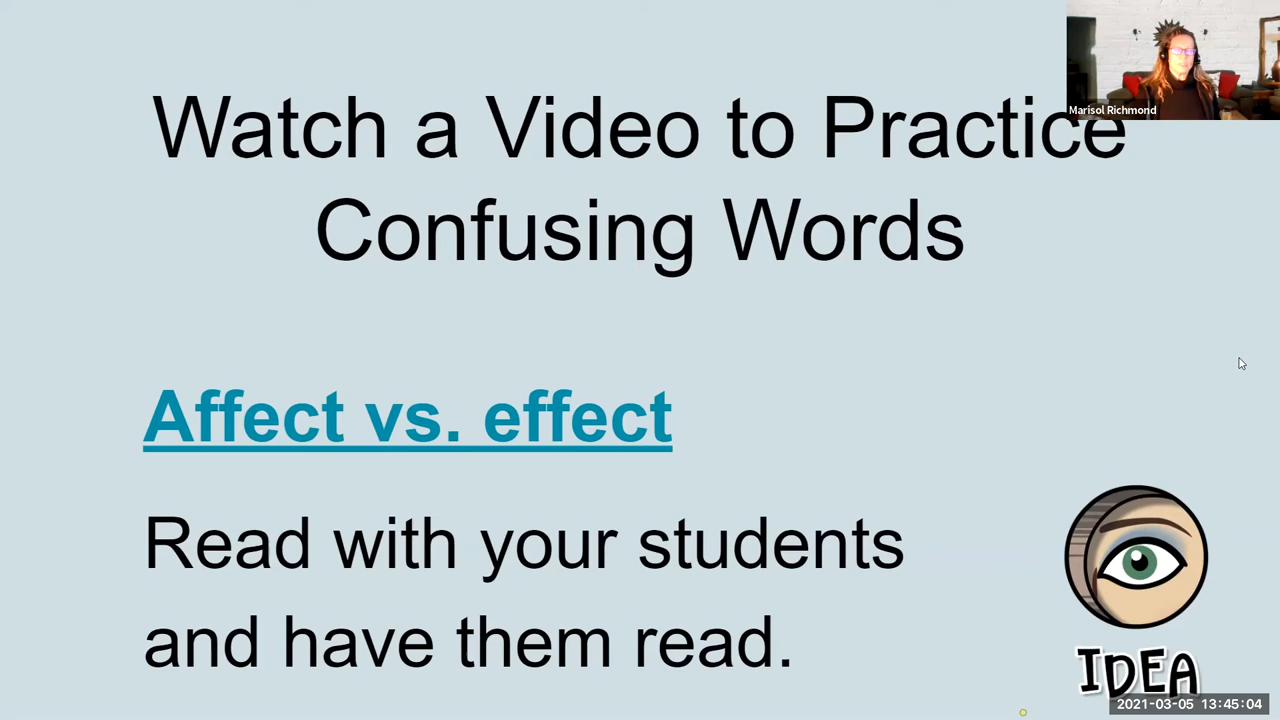 Marisol Richmond
Watch a Video to Practice
Confusing Words
Affect vs. effect
Read with your students
and have them read.
IDEA
2021-03-05 13:45:04